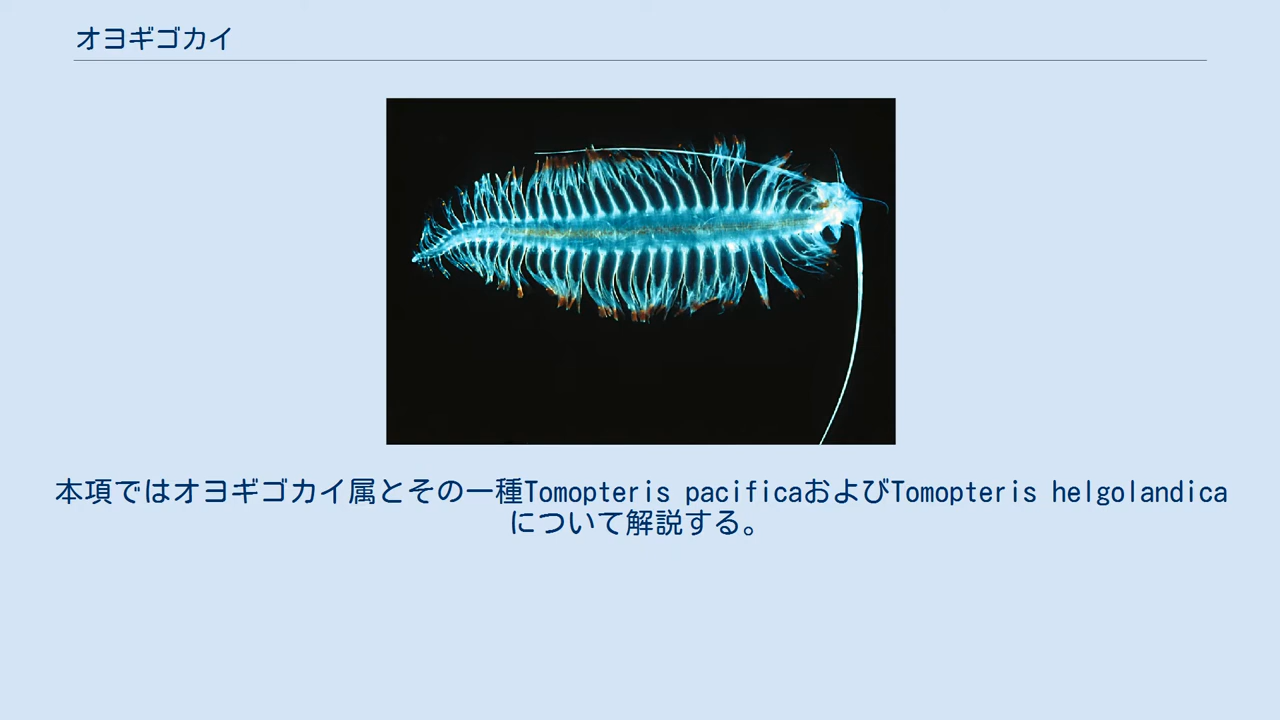 オヨギゴカイ
本項ではオヨギゴカイ属とその一種Tomopteris pacificaおよびTomopteris helgolandica
について解説する。